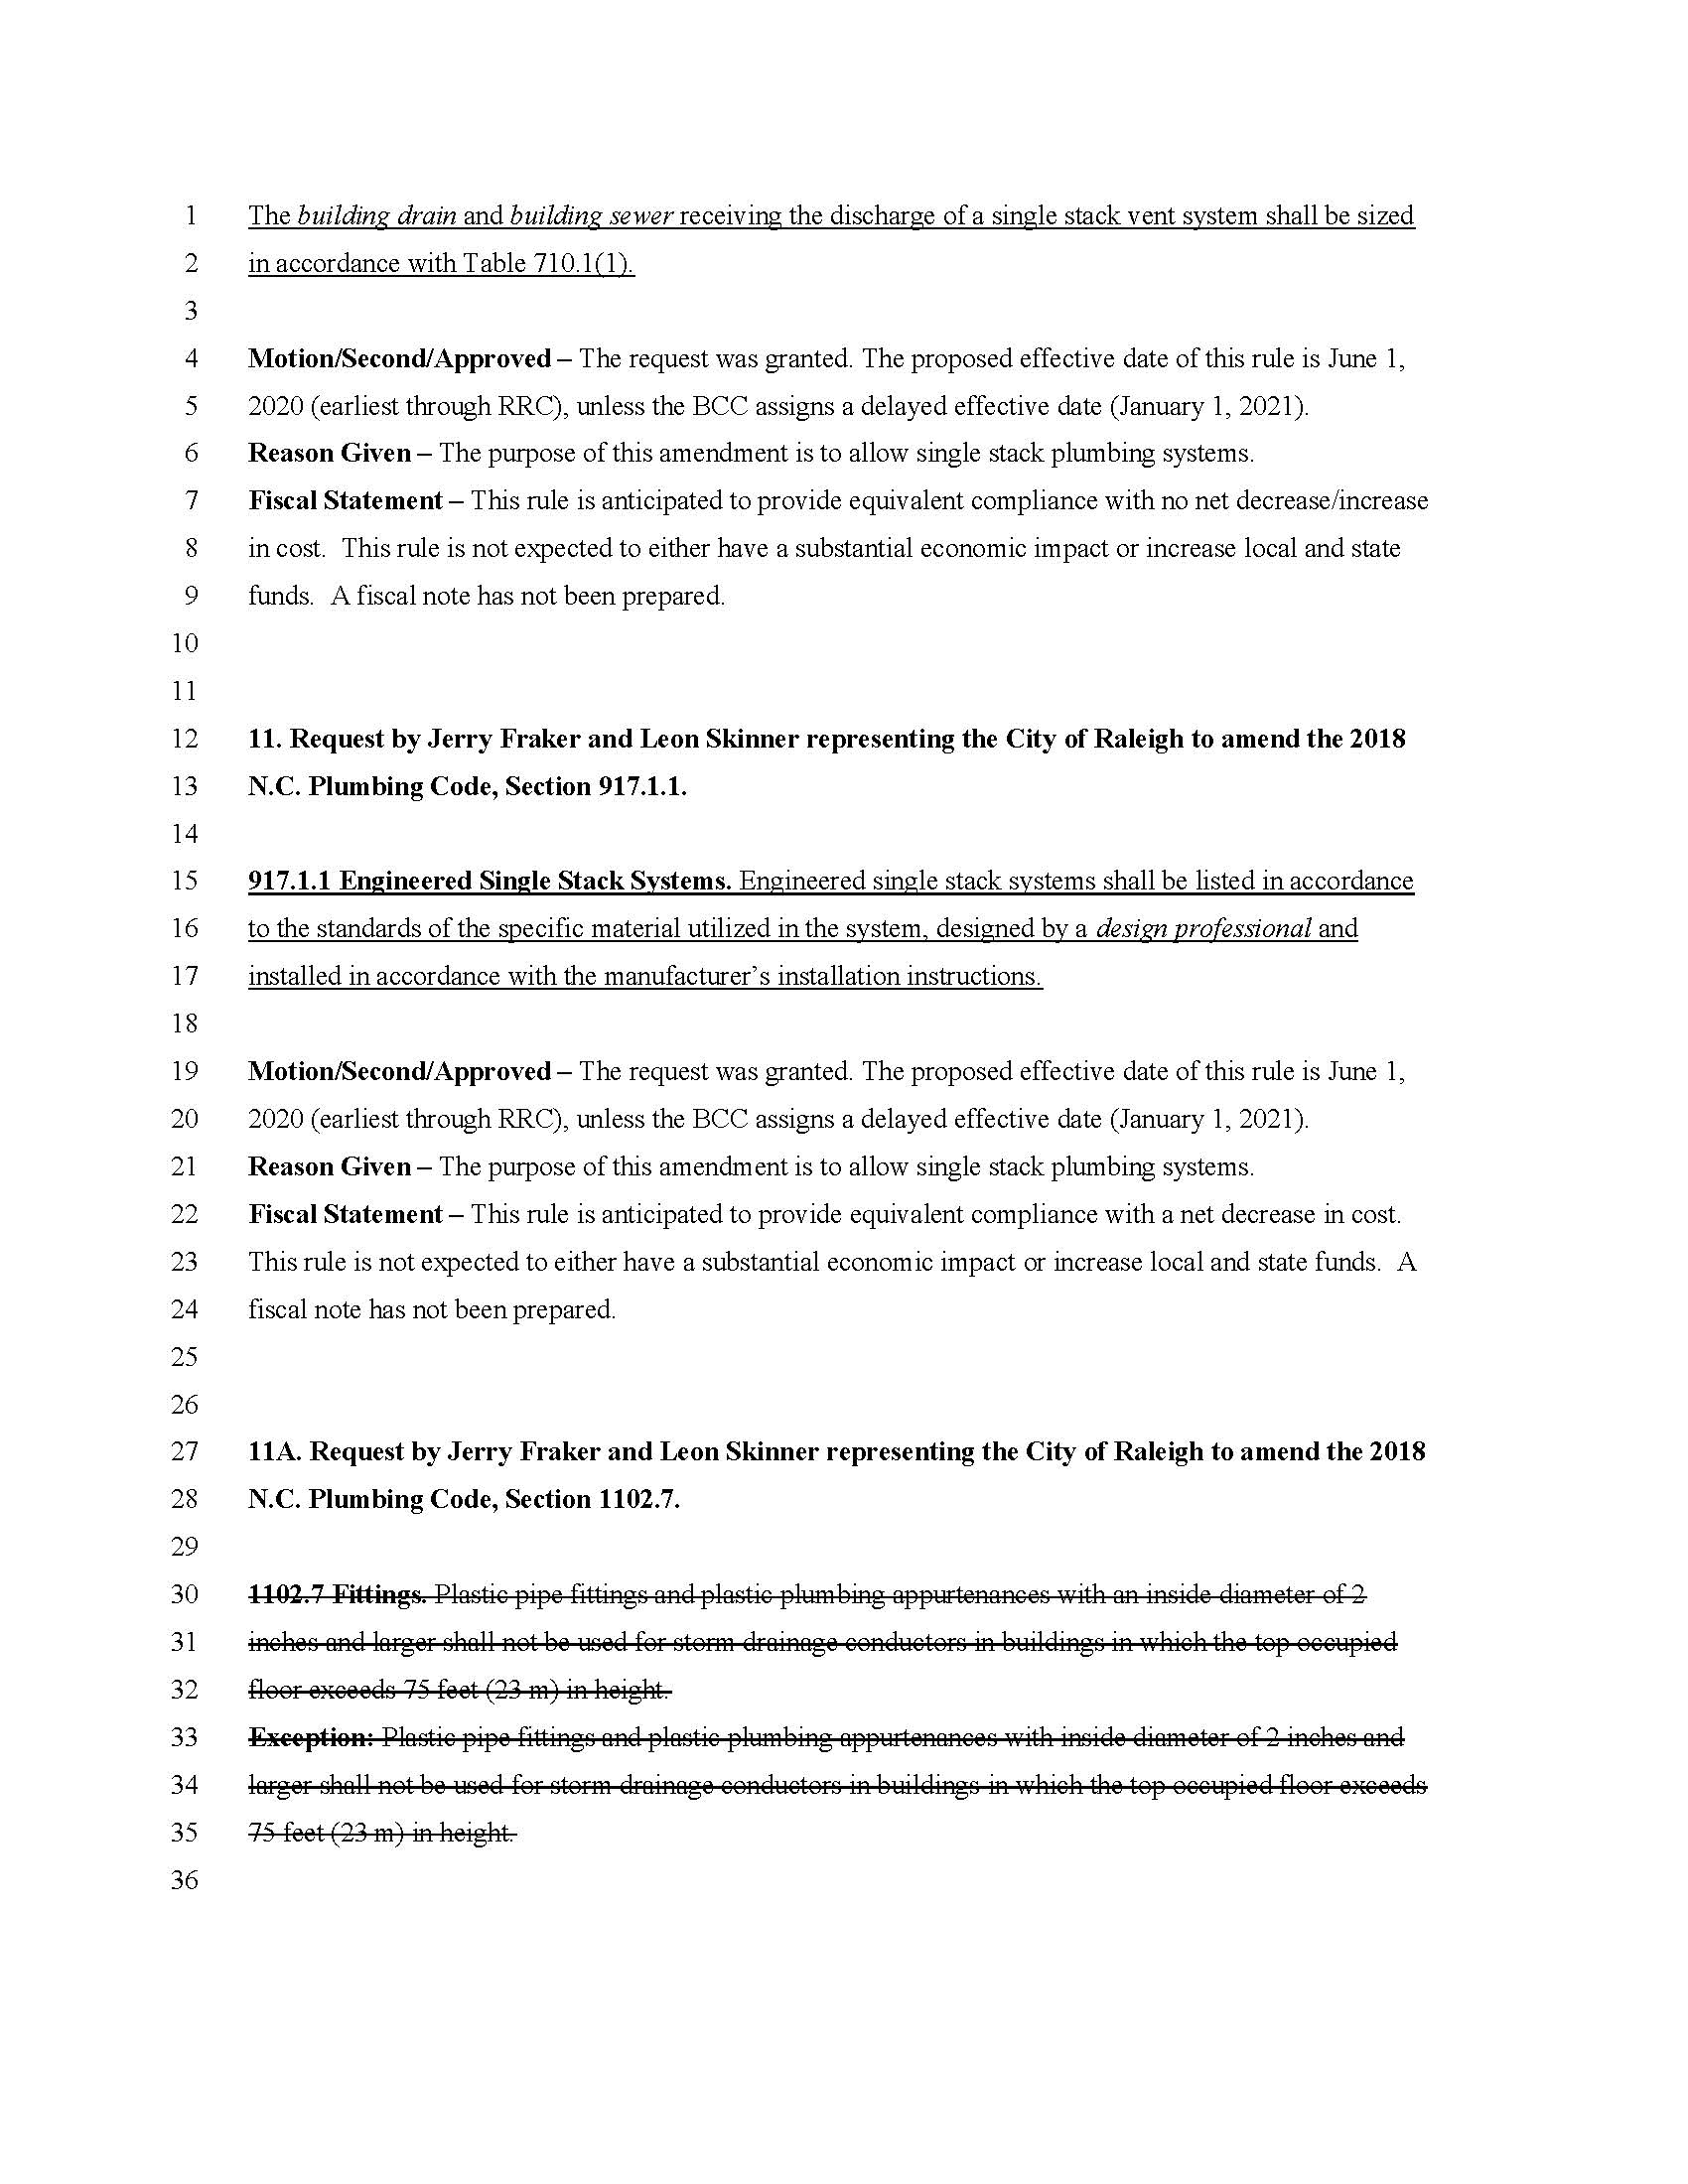 1 The building drain and building sewer receiving the discharge of a single stack vent system shall be sized
2 in accordance with Table 710.1(1).
3
4 Motion/Second/Approved – The request was granted. The proposed effective date of this rule is June 1,
5 2020 (earliest through RRC), unless the BCC assigns a delayed effective date (January 1, 2021).
6 Reason Given – The purpose of this amendment is to allow single stack plumbing systems.
7 Fiscal Statement – This rule is anticipated to provide equivalent compliance with no net decrease/increase
8 in cost.  This rule is not expected to either have a substantial economic impact or increase local and state
9 funds.  A fiscal note has not been prepared.
10
11
12 11. Request by Jerry Fraker and Leon Skinner representing the City of Raleigh to amend the 2018
13 N.C. Plumbing Code, Section 917.1.1.
14
15 917.1.1 Engineered Single Stack Systems. Engineered single stack systems shall be listed in accordance
16 to the standards of the specific material utilized in the system, designed by a design professional and
17 installed in accordance with the manufacturer’s installation instructions.
18
19 Motion/Second/Approved – The request was granted. The proposed effective date of this rule is June 1,
20 2020 (earliest through RRC), unless the BCC assigns a delayed effective date (January 1, 2021).
21 Reason Given – The purpose of this amendment is to allow single stack plumbing systems.
22 Fiscal Statement – This rule is anticipated to provide equivalent compliance with a net decrease in cost.
23 This rule is not expected to either have a substantial economic impact or increase local and state funds.  A
24 fiscal note has not been prepared.
25
26
27 11A. Request by Jerry Fraker and Leon Skinner representing the City of Raleigh to amend the 2018
28 N.C. Plumbing Code, Section 1102.7.
29
30 1102.7 Fittings. Plastic pipe fittings and plastic plumbing appurtenances with an inside diameter of 2
31 inches and larger shall not be used for storm drainage conductors in buildings in which the top occupied
32 floor exceeds 75 feet (23 m) in height.
33 Exception: Plastic pipe fittings and plastic plumbing appurtenances with inside diameter of 2 inches and
34 larger shall not be used for storm drainage conductors in buildings in which the top occupied floor exceeds
35 75 feet (23 m) in height.
36